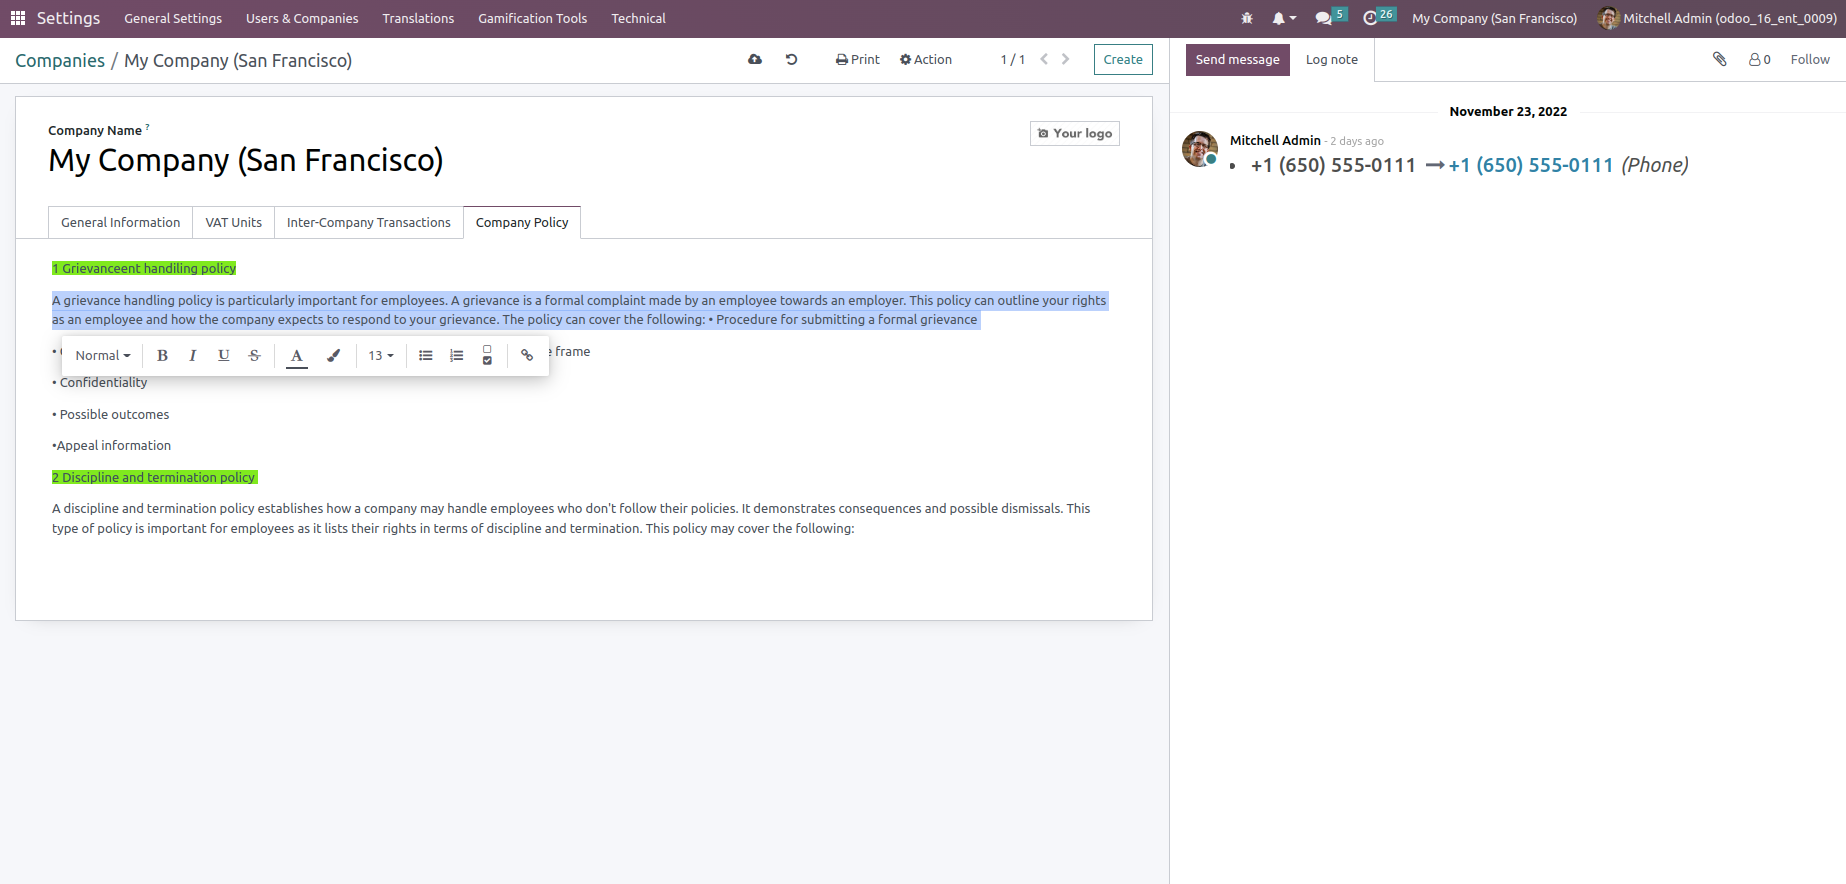 Settings General Settings Users & Companies Translations Gamification Tools Technical 5 26 My Company (San Francisco) Mitchell Admin (odoo_16_ent_0009)
Companies / My Company (San Francisco) Print Action 1 / 1 Create
Send message Log note 0 Follow
Company Name ?
My Company (San Francisco)
Your logo
General Information VAT Units Inter-Company Transactions Company Policy
1 Grievanceent handiling policy
A grievance handling policy is particularly important for employees. A grievance is a formal complaint made by an employee towards an employer. This policy can outline your rights
as an employee and how the company expects to respond to your grievance. The policy can cover the following: • Procedure for submitting a formal grievance
• frame
Normal B I U S A 13
• Confidentiality
• Possible outcomes
•Appeal information
2 Discipline and termination policy
A discipline and termination policy establishes how a company may handle employees who don't follow their policies. It demonstrates consequences and possible dismissals. This
type of policy is important for employees as it lists their rights in terms of discipline and termination. This policy may cover the following:
November 23, 2022
Mitchell Admin - 2 days ago
• +1 (650) 555-0111 → +1 (650) 555-0111 (Phone)